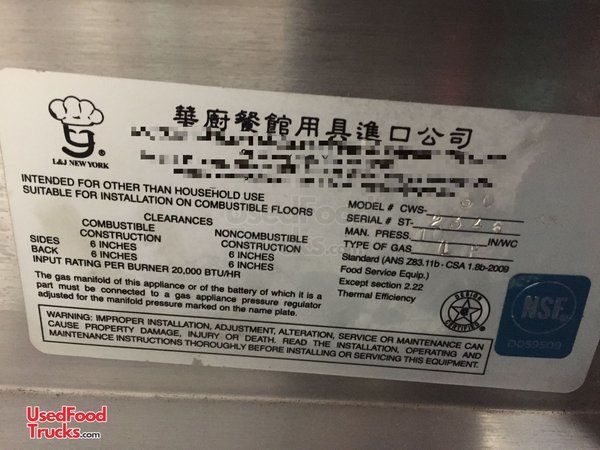 華廚餐館用具進口公司
L&J NEW YORK ®
INTENDED FOR OTHER THAN HOUSEHOLD USE
SUITABLE FOR INSTALLATION ON COMBUSTIBLE FLOORS
CLEARANCES
COMBUSTIBLE NONCOMBUSTIBLE
CONSTRUCTION CONSTRUCTION
SIDES 6 INCHES 6 INCHES
BACK 6 INCHES 6 INCHES
INPUT RATING PER BURNER 20,000 BTU/HR
The gas manifold of this appliance or of the battery of which it is a
part must be connected to a gas appliance pressure regulator
adjusted for the manifold pressure marked on the name plate.
MODEL # CWS- 60
SERIAL # ST-
MAN. PRESS. IN/WC
TYPE OF GAS
Standard (ANS Z83.11b - CSA 1.8b-2009
Food Service Equip.)
Except section 2.22
Thermal Efficiency
DESIGN
CERTIFIED
NSF
WARNING: IMPROPER INSTALLATION, ADJUSTMENT, ALTERATION, SERVICE OR MAINTENANCE CAN
CAUSE PROPERTY DAMAGE, INJURY OR DEATH. READ THE INSTALLATION, OPERATING AND
MAINTENANCE INSTRUCTIONS THOROUGHLY BEFORE INSTALLING OR SERVICING THIS EQUIPMENT.
UsedFood
Trucks.com